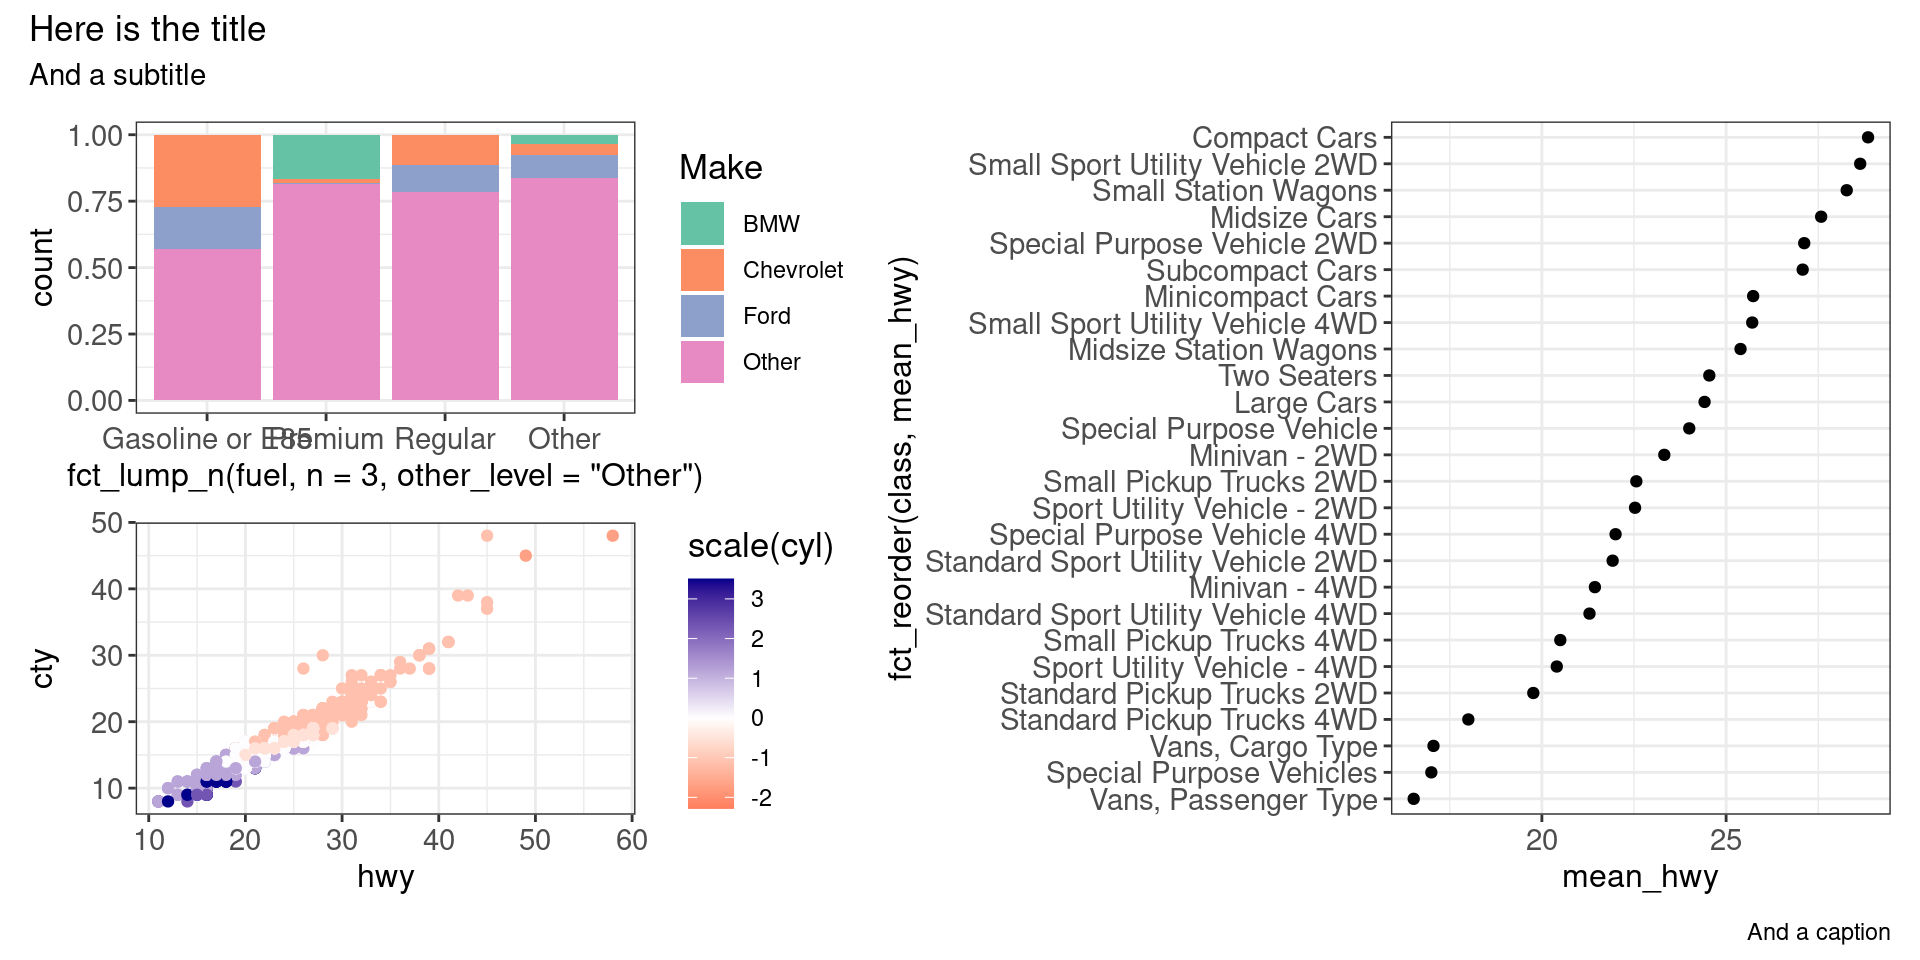 Here is the title
And a subtitle
1.00
0.75
0.50
0.25
0.00
count
Gasoline or E85
Premium
Regular
Other
fct_lump_n(fuel, n = 3, other_level = "Other")
Make
BMW
Chevrolet
Ford
Other
50
40
30
20
10
cty
10
20
30
40
50
60
hwy
scale(cyl)
3
2
1
0
-1
-2
fct_reorder(class, mean_hwy)
Compact Cars
Small Sport Utility Vehicle 2WD
Small Station Wagons
Midsize Cars
Special Purpose Vehicle 2WD
Subcompact Cars
Minicompact Cars
Small Sport Utility Vehicle 4WD
Midsize Station Wagons
Two Seaters
Large Cars
Special Purpose Vehicle
Minivan - 2WD
Small Pickup Trucks 2WD
Sport Utility Vehicle - 2WD
Special Purpose Vehicle 4WD
Standard Sport Utility Vehicle 2WD
Minivan - 4WD
Standard Sport Utility Vehicle 4WD
Small Pickup Trucks 4WD
Sport Utility Vehicle - 4WD
Standard Pickup Trucks 2WD
Standard Pickup Trucks 4WD
Vans, Cargo Type
Special Purpose Vehicles
Vans, Passenger Type
20
25
mean_hwy
And a caption